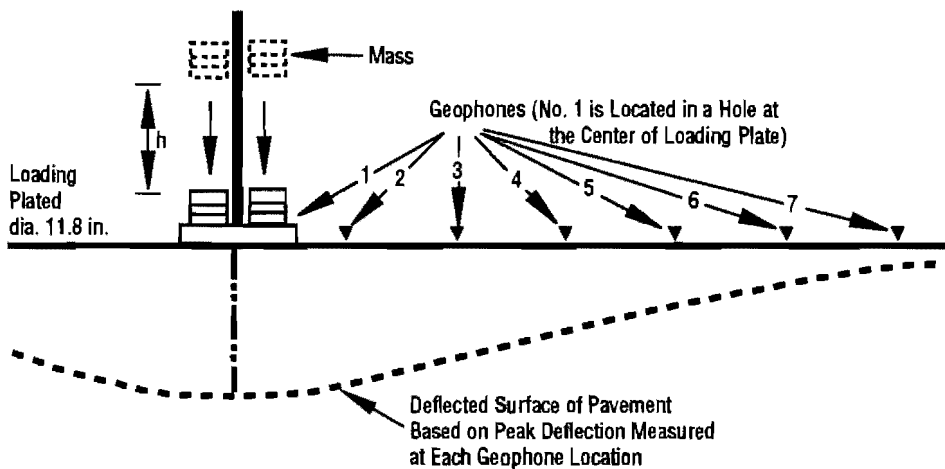 Mass
h
Geophones (No. 1 is Located in a Hole at
the Center of Loading Plate)
Loading
Plated
dia. 11.8 in.
1
2
3
4
5
6
7
Deflected Surface of Pavement
Based on Peak Deflection Measured
at Each Geophone Location